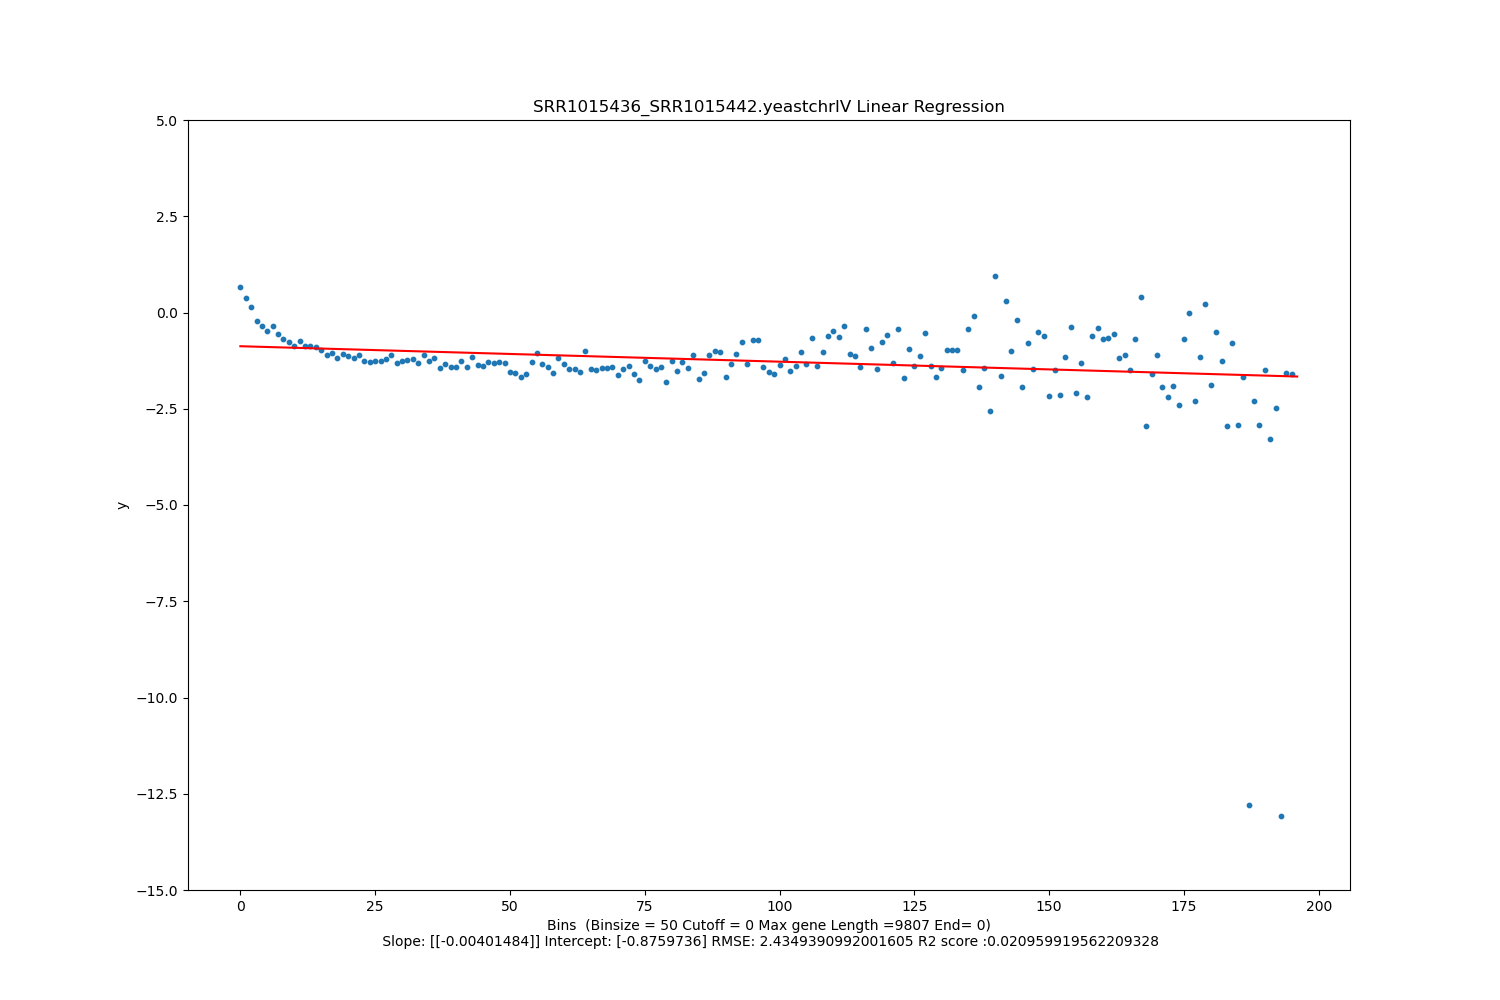 SRR1015436_SRR1015442.yeastchrIV Linear Regression
5.0
2.5
0.0
−2.5
−5.0
−7.5
−10.0
−12.5
−15.0
y
0 25 50 75 100 125 150 175 200
Bins  (Binsize = 50 Cutoff = 0 Max gene Length =9807 End= 0)
Slope: [[-0.00401484]] Intercept: [-0.8759736] RMSE: 2.4349390992001605 R2 score :0.020959919562209328